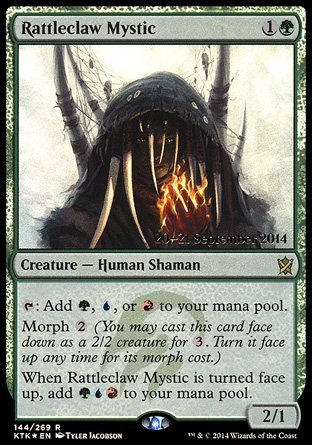 Rattleclaw Mystic 1
20–21 September 2014
Creature — Human Shaman
: Add , , or to your mana pool.
Morph 2 (You may cast this card face
down as a 2/2 creature for 3. Turn it face
up any time for its morph cost.)
When Rattleclaw Mystic is turned face
up, add to your mana pool.
2/1
144/269 R
KTK ★ EN Tyler Jacobson
™ & © 2014 Wizards of the Coast